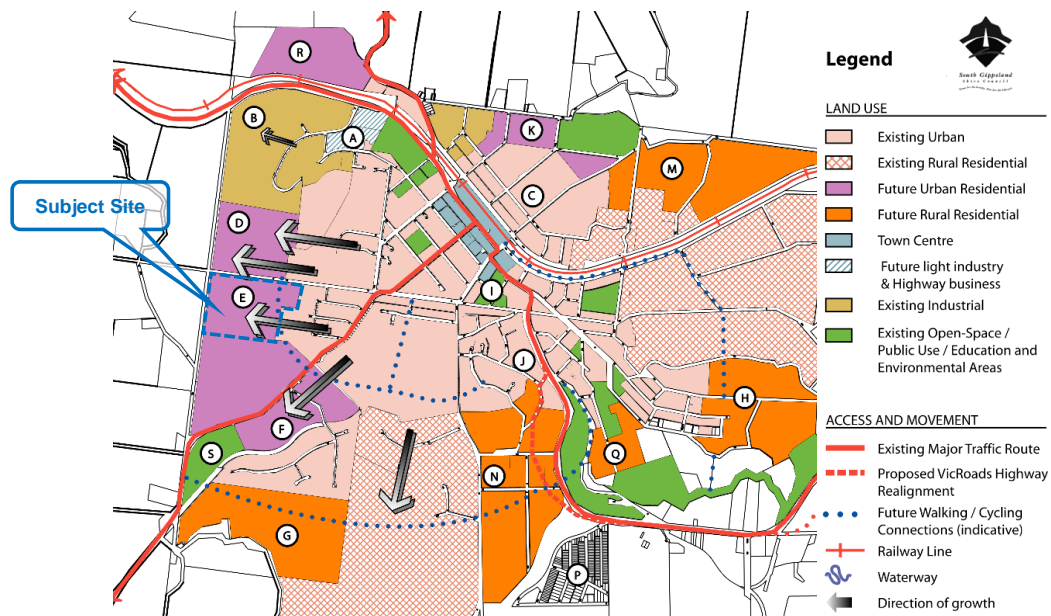 R
B
A
K
M
C
Subject Site
D
E
I
J
H
F
S
Q
N
G
P
South Gippsland
Shire Council
Legend
LAND USE
Existing Urban
Existing Rural Residential
Future Urban Residential
Future Rural Residential
Town Centre
Future light industry
& Highway business
Existing Industrial
Existing Open-Space /
Public Use / Education and
Environmental Areas
ACCESS AND MOVEMENT
Existing Major Traffic Route
Proposed VicRoads Highway
Realignment
Future Walking / Cycling
Connections (indicative)
Railway Line
Waterway
Direction of growth